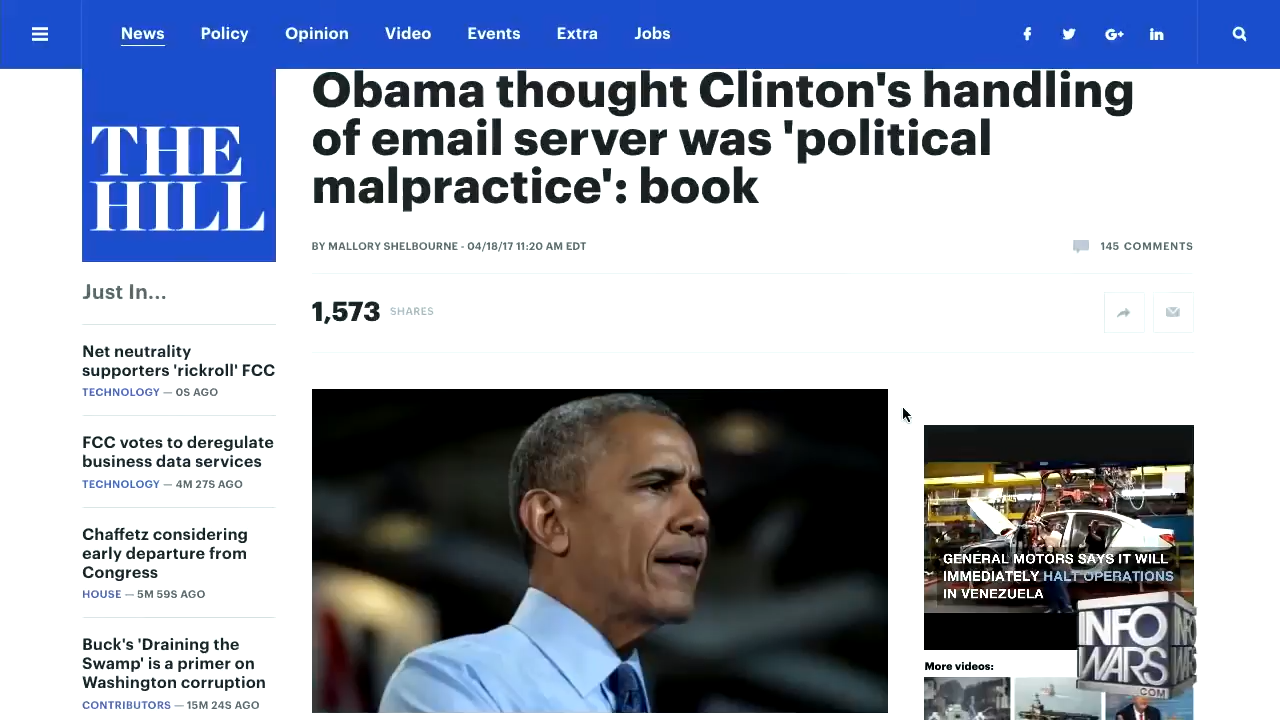 News Policy Opinion Video Events Extra Jobs
THE
HILL
Obama thought Clinton's handling
of email server was 'political
malpractice': book
BY MALLORY SHELBOURNE - 04/18/17 11:20 AM EDT
145 COMMENTS
1,573 SHARES
Just In...
Net neutrality
supporters 'rickroll' FCC
TECHNOLOGY — 0S AGO
FCC votes to deregulate
business data services
TECHNOLOGY — 4M 27S AGO
Chaffetz considering
early departure from
Congress
HOUSE — 5M 59S AGO
Buck's 'Draining the
Swamp' is a primer on
Washington corruption
CONTRIBUTORS — 15M 24S AGO
GENERAL MOTORS SAYS IT WILL
IMMEDIATELY HALT OPERATIONS
IN VENEZUELA
More videos:
INFO
WARS
.COM